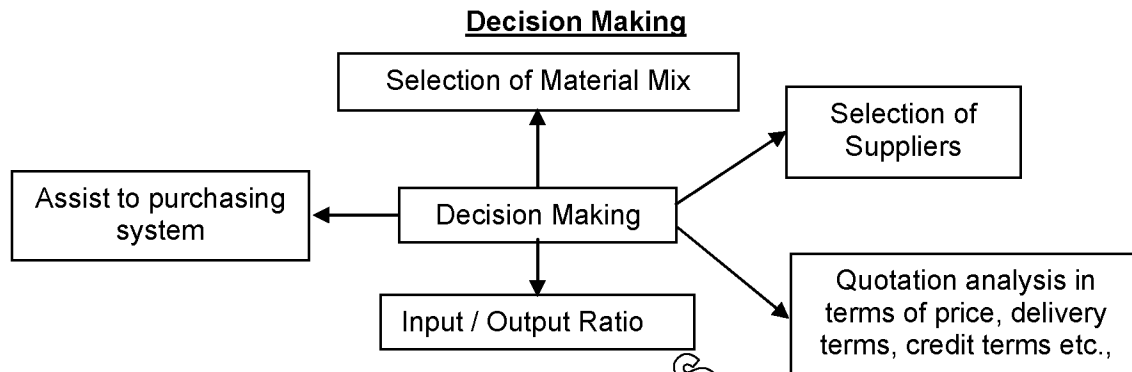 Decision Making
Selection of Material Mix
Selection of
Suppliers
Assist to purchasing
system
Decision Making
Input / Output Ratio
Quotation analysis in
terms of price, delivery
terms, credit terms etc.,